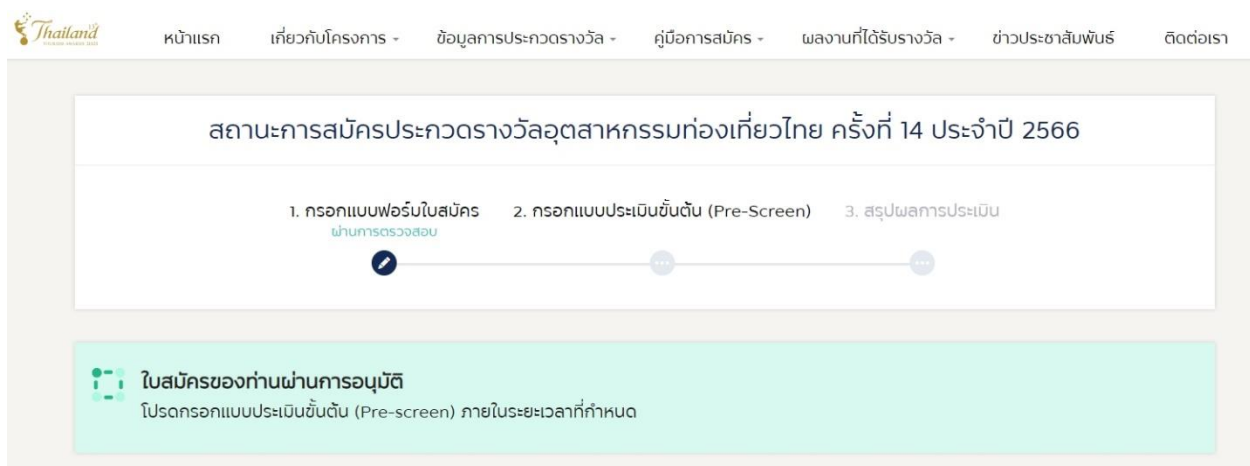 Thailand
หน้าแรก เกี่ยวกับโครงการ ข้อมูลการประกวดรางวัล คู่มือการสมัคร ผลงานที่ได้รับรางวัล ข่าวประชาสัมพันธ์ ติดต่อเรา
สถานะการสมัครประกวดรางวัลอุตสาหกรรมท่องเที่ยวไทย ครั้งที่ 14 ประจำปี 2566
1. กรอกแบบฟอร์มใบสมัคร 2. กรอกแบบประเมินขั้นต้น (Pre-Screen) 3. สรุปผลการประเมิน
ผ่านการตรวจสอบ
ใบสมัครของท่านผ่านการอนุมัติ
โปรดกรอกแบบประเมินขั้นต้น (Pre-screen) ภายในระยะเวลาที่กำหนด